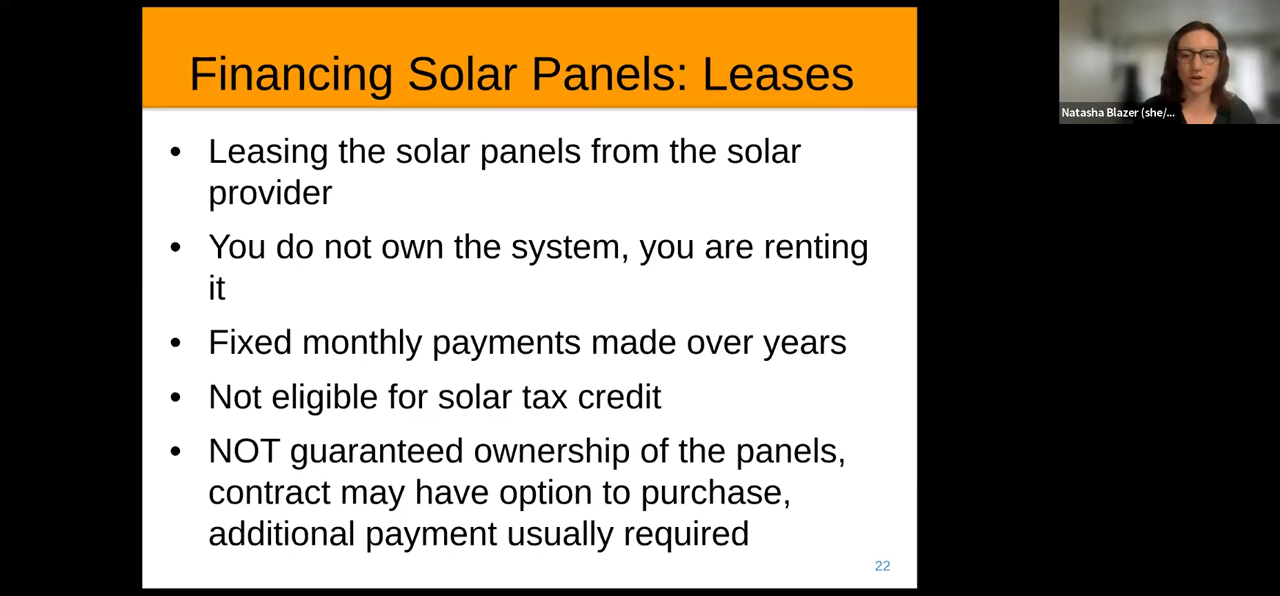 Financing Solar Panels: Leases
• Leasing the solar panels from the solar
provider
• You do not own the system, you are renting
it
• Fixed monthly payments made over years
• Not eligible for solar tax credit
• NOT guaranteed ownership of the panels,
contract may have option to purchase,
additional payment usually required
22
Natasha Blazer (she/...